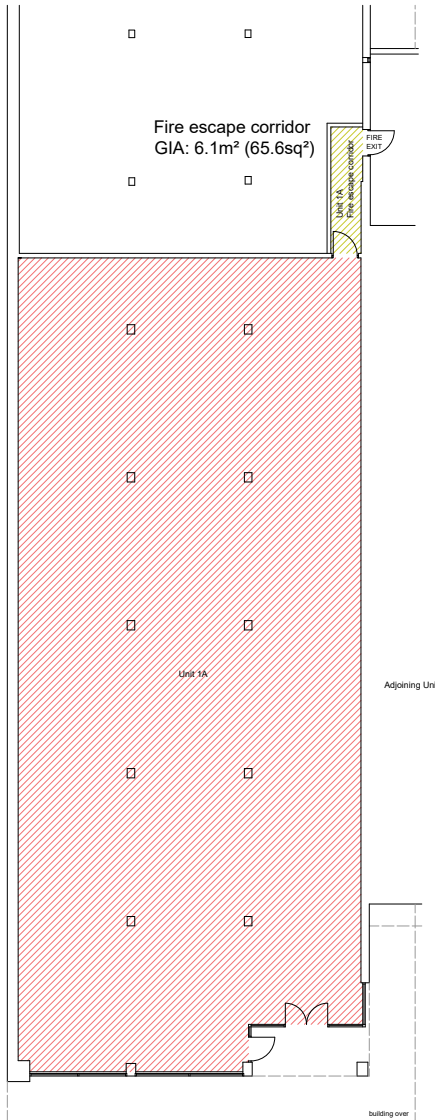 Fire escape corridor
GIA: 6.1m² (65.6sq²)
FIRE
EXIT
Unit 1A
Fire escape corridor
Unit 1A
Adjoining Uni
building over